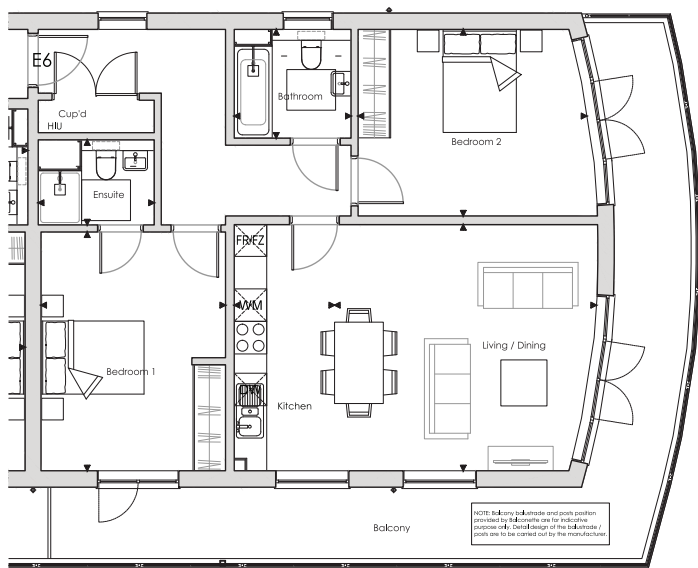 E6
Cup'd
HIU
Bathroom
Bedroom 2
Ensuite
FR/FZ
WM
Bedroom 1
DW
Kitchen
Living / Dining
Balcony
NOTE: Balcony balustrade and posts position
provided by Balconette are for indicative
purpose only. Detail design of the balustrade /
posts are to be carried out by the manufacturer.